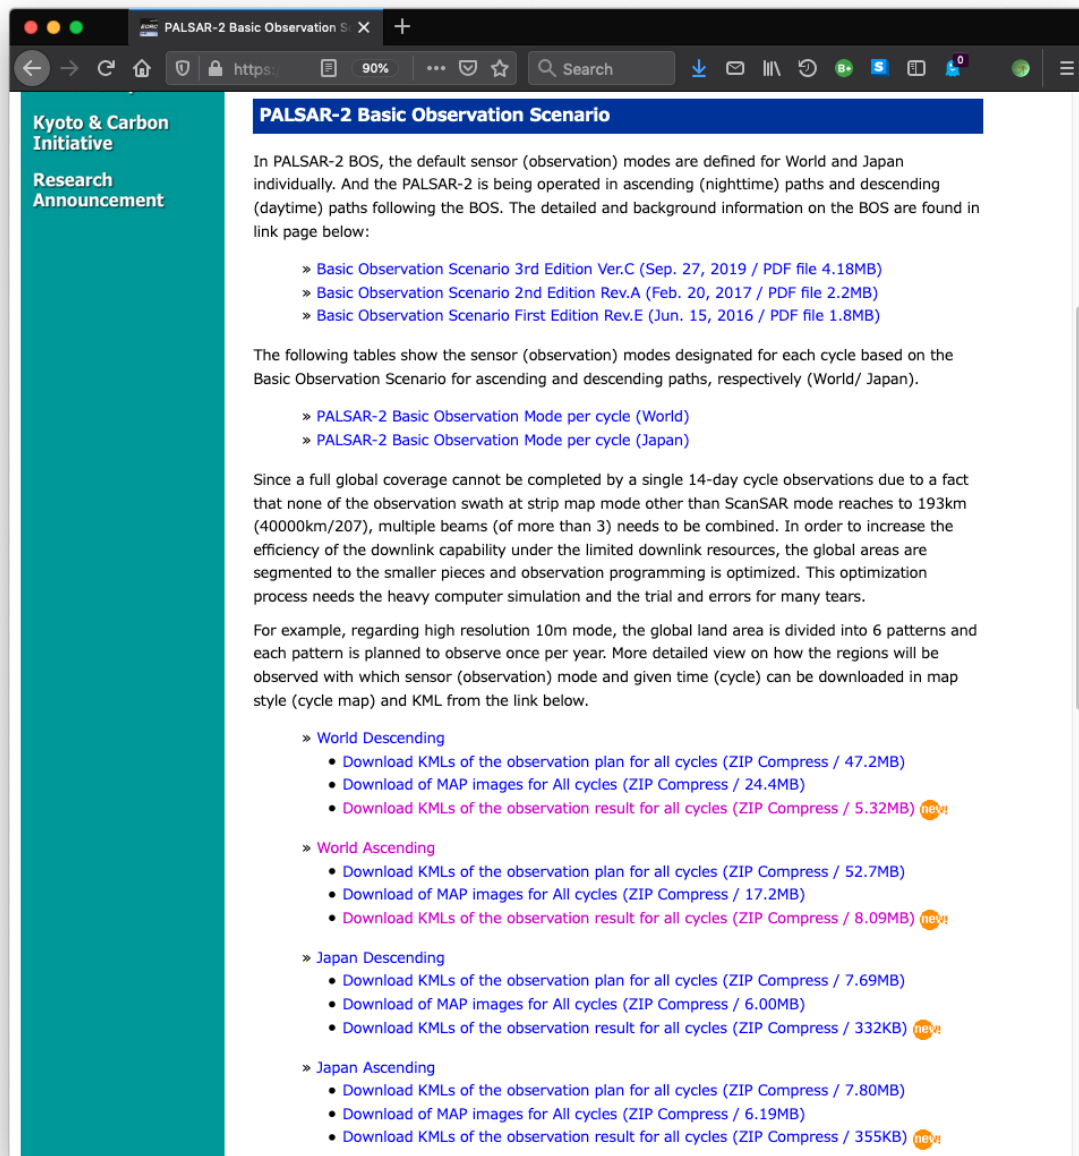 PALSAR-2 Basic Observation S
https:
90%
Search
0
Kyoto & Carbon
Initiative
Research
Announcement
PALSAR-2 Basic Observation Scenario
In PALSAR-2 BOS, the default sensor (observation) modes are defined for World and Japan
individually. And the PALSAR-2 is being operated in ascending (nighttime) paths and descending
(daytime) paths following the BOS. The detailed and background information on the BOS are found in
link page below:
» Basic Observation Scenario 3rd Edition Ver.C (Sep. 27, 2019 / PDF file 4.18MB)
» Basic Observation Scenario 2nd Edition Rev.A (Feb. 20, 2017 / PDF file 2.2MB)
» Basic Observation Scenario First Edition Rev.E (Jun. 15, 2016 / PDF file 1.8MB)
The following tables show the sensor (observation) modes designated for each cycle based on the
Basic Observation Scenario for ascending and descending paths, respectively (World/ Japan).
» PALSAR-2 Basic Observation Mode per cycle (World)
» PALSAR-2 Basic Observation Mode per cycle (Japan)
Since a full global coverage cannot be completed by a single 14-day cycle observations due to a fact
that none of the observation swath at strip map mode other than ScanSAR mode reaches to 193km
(40000km/207), multiple beams (of more than 3) needs to be combined. In order to increase the
efficiency of the downlink capability under the limited downlink resources, the global areas are
segmented to the smaller pieces and observation programming is optimized. This optimization
process needs the heavy computer simulation and the trial and errors for many tears.
For example, regarding high resolution 10m mode, the global land area is divided into 6 patterns and
each pattern is planned to observe once per year. More detailed view on how the regions will be
observed with which sensor (observation) mode and given time (cycle) can be downloaded in map
style (cycle map) and KML from the link below.
» World Descending
• Download KMLs of the observation plan for all cycles (ZIP Compress / 47.2MB)
• Download of MAP images for All cycles (ZIP Compress / 24.4MB)
• Download KMLs of the observation result for all cycles (ZIP Compress / 5.32MB) new!
» World Ascending
• Download KMLs of the observation plan for all cycles (ZIP Compress / 52.7MB)
• Download of MAP images for All cycles (ZIP Compress / 17.2MB)
• Download KMLs of the observation result for all cycles (ZIP Compress / 8.09MB) new!
» Japan Descending
• Download KMLs of the observation plan for all cycles (ZIP Compress / 7.69MB)
• Download of MAP images for All cycles (ZIP Compress / 6.00MB)
• Download KMLs of the observation result for all cycles (ZIP Compress / 332KB) new!
» Japan Ascending
• Download KMLs of the observation plan for all cycles (ZIP Compress / 7.80MB)
• Download of MAP images for All cycles (ZIP Compress / 6.19MB)
• Download KMLs of the observation result for all cycles (ZIP Compress / 355KB) new!